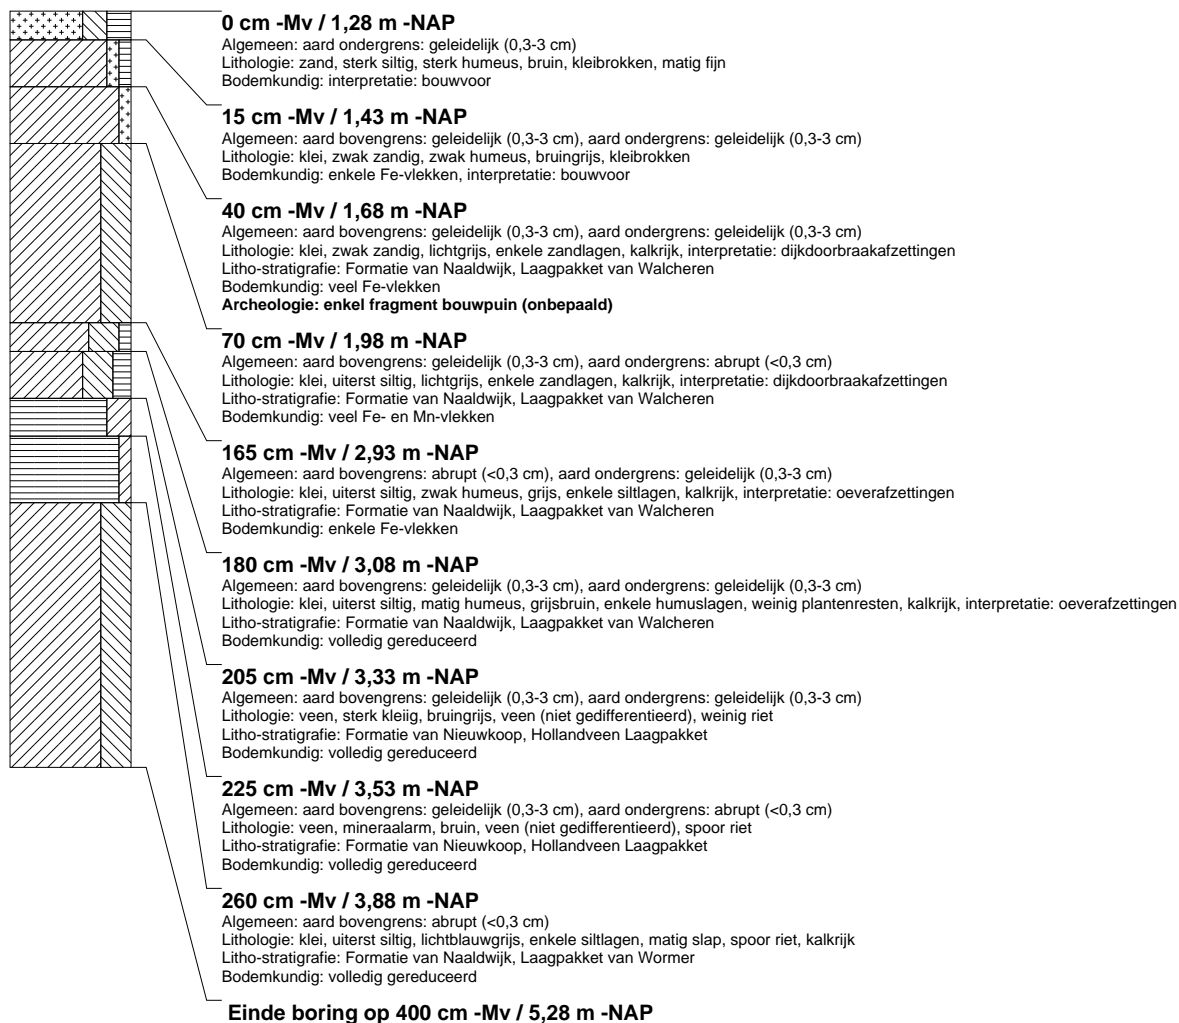 0 cm -Mv / 1,28 m -NAP
Algemeen: aard ondergrens: geleidelijk (0,3-3 cm)
Lithologie: zand, sterk siltig, sterk humeus, bruin, kleibrokken, matig fijn
Bodemkundig: interpretatie: bouwvoor
15 cm -Mv / 1,43 m -NAP
Algemeen: aard bovengrens: geleidelijk (0,3-3 cm), aard ondergrens: geleidelijk (0,3-3 cm)
Lithologie: klei, zwak zandig, zwak humeus, bruingrijs, kleibrokken
Bodemkundig: enkele Fe-vlekken, interpretatie: bouwvoor
40 cm -Mv / 1,68 m -NAP
Algemeen: aard bovengrens: geleidelijk (0,3-3 cm), aard ondergrens: geleidelijk (0,3-3 cm)
Lithologie: klei, zwak zandig, lichtgrijs, enkele zandlagen, kalkrijk, interpretatie: dijkdoorbraakafzettingen
Litho-stratigrafie: Formatie van Naaldwijk, Laagpakket van Walcheren
Bodemkundig: veel Fe-vlekken
Archeologie: enkel fragment bouwpuin (onbepaald)
70 cm -Mv / 1,98 m -NAP
Algemeen: aard bovengrens: geleidelijk (0,3-3 cm), aard ondergrens: abrupt (<0,3 cm)
Lithologie: klei, uiterst siltig, lichtgrijs, enkele zandlagen, kalkrijk, interpretatie: dijkdoorbraakafzettingen
Litho-stratigrafie: Formatie van Naaldwijk, Laagpakket van Walcheren
Bodemkundig: veel Fe- en Mn-vlekken
165 cm -Mv / 2,93 m -NAP
Algemeen: aard bovengrens: abrupt (<0,3 cm), aard ondergrens: geleidelijk (0,3-3 cm)
Lithologie: klei, uiterst siltig, zwak humeus, grijs, enkele siltlagen, kalkrijk, interpretatie: oeverafzettingen
Litho-stratigrafie: Formatie van Naaldwijk, Laagpakket van Walcheren
Bodemkundig: enkele Fe-vlekken
180 cm -Mv / 3,08 m -NAP
Algemeen: aard bovengrens: geleidelijk (0,3-3 cm), aard ondergrens: geleidelijk (0,3-3 cm)
Lithologie: klei, uiterst siltig, matig humeus, grijsbruin, enkele humuslagen, weinig plantenresten, kalkrijk, interpretatie: oeverafzettingen
Litho-stratigrafie: Formatie van Naaldwijk, Laagpakket van Walcheren
Bodemkundig: volledig gereduceerd
205 cm -Mv / 3,33 m -NAP
Algemeen: aard bovengrens: geleidelijk (0,3-3 cm), aard ondergrens: geleidelijk (0,3-3 cm)
Lithologie: veen, sterk kleiig, bruingrijs, veen (niet gedifferentieerd), weinig riet
Litho-stratigrafie: Formatie van Nieuwkoop, Hollandveen Laagpakket
Bodemkundig: volledig gereduceerd
225 cm -Mv / 3,53 m -NAP
Algemeen: aard bovengrens: geleidelijk (0,3-3 cm), aard ondergrens: abrupt (<0,3 cm)
Lithologie: veen, mineraalarm, bruin, veen (niet gedifferentieerd), spoor riet
Litho-stratigrafie: Formatie van Nieuwkoop, Hollandveen Laagpakket
Bodemkundig: volledig gereduceerd
260 cm -Mv / 3,88 m -NAP
Algemeen: aard bovengrens: abrupt (<0,3 cm)
Lithologie: klei, uiterst siltig, lichtblauwgrijs, enkele siltlagen, matig slap, spoor riet, kalkrijk
Litho-stratigrafie: Formatie van Naaldwijk, Laagpakket van Wormer
Bodemkundig: volledig gereduceerd
Einde boring op 400 cm -Mv / 5,28 m -NAP